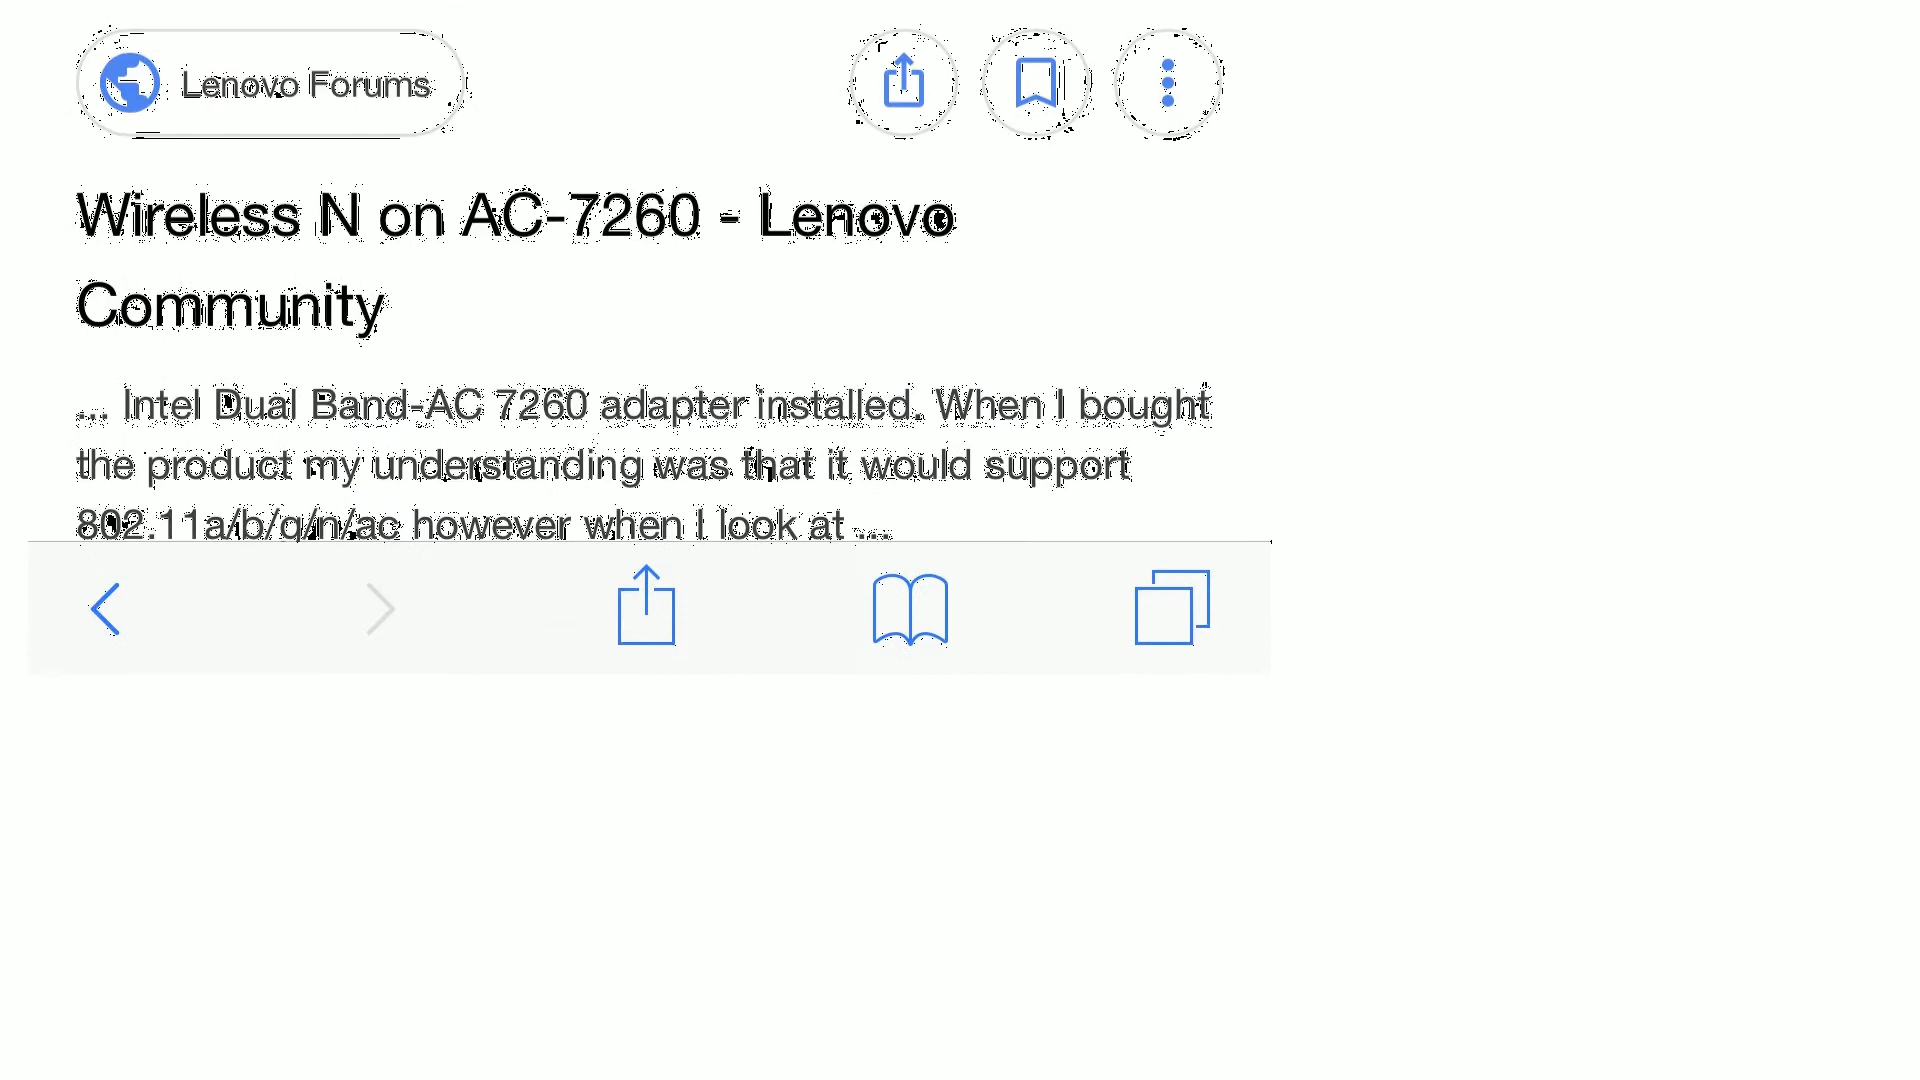 Lenovo Forums
Wireless N on AC-7260 - Lenovo
Community
... Intel Dual Band-AC 7260 adapter installed. When I bought
the product my understanding was that it would support
802.11a/b/g/n/ac however when I look at ...